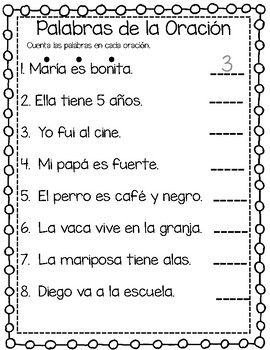 Palabras de la Oración
Cuenta las palabras en cada oración.
1. María es bonita. 3
2. Ella tiene 5 años.
3. Yo fui al cine.
4. Mi papá es fuerte.
5. El perro es café y negro.
6. La vaca vive en la granja.
7. La mariposa tiene alas.
8. Diego va a la escuela.